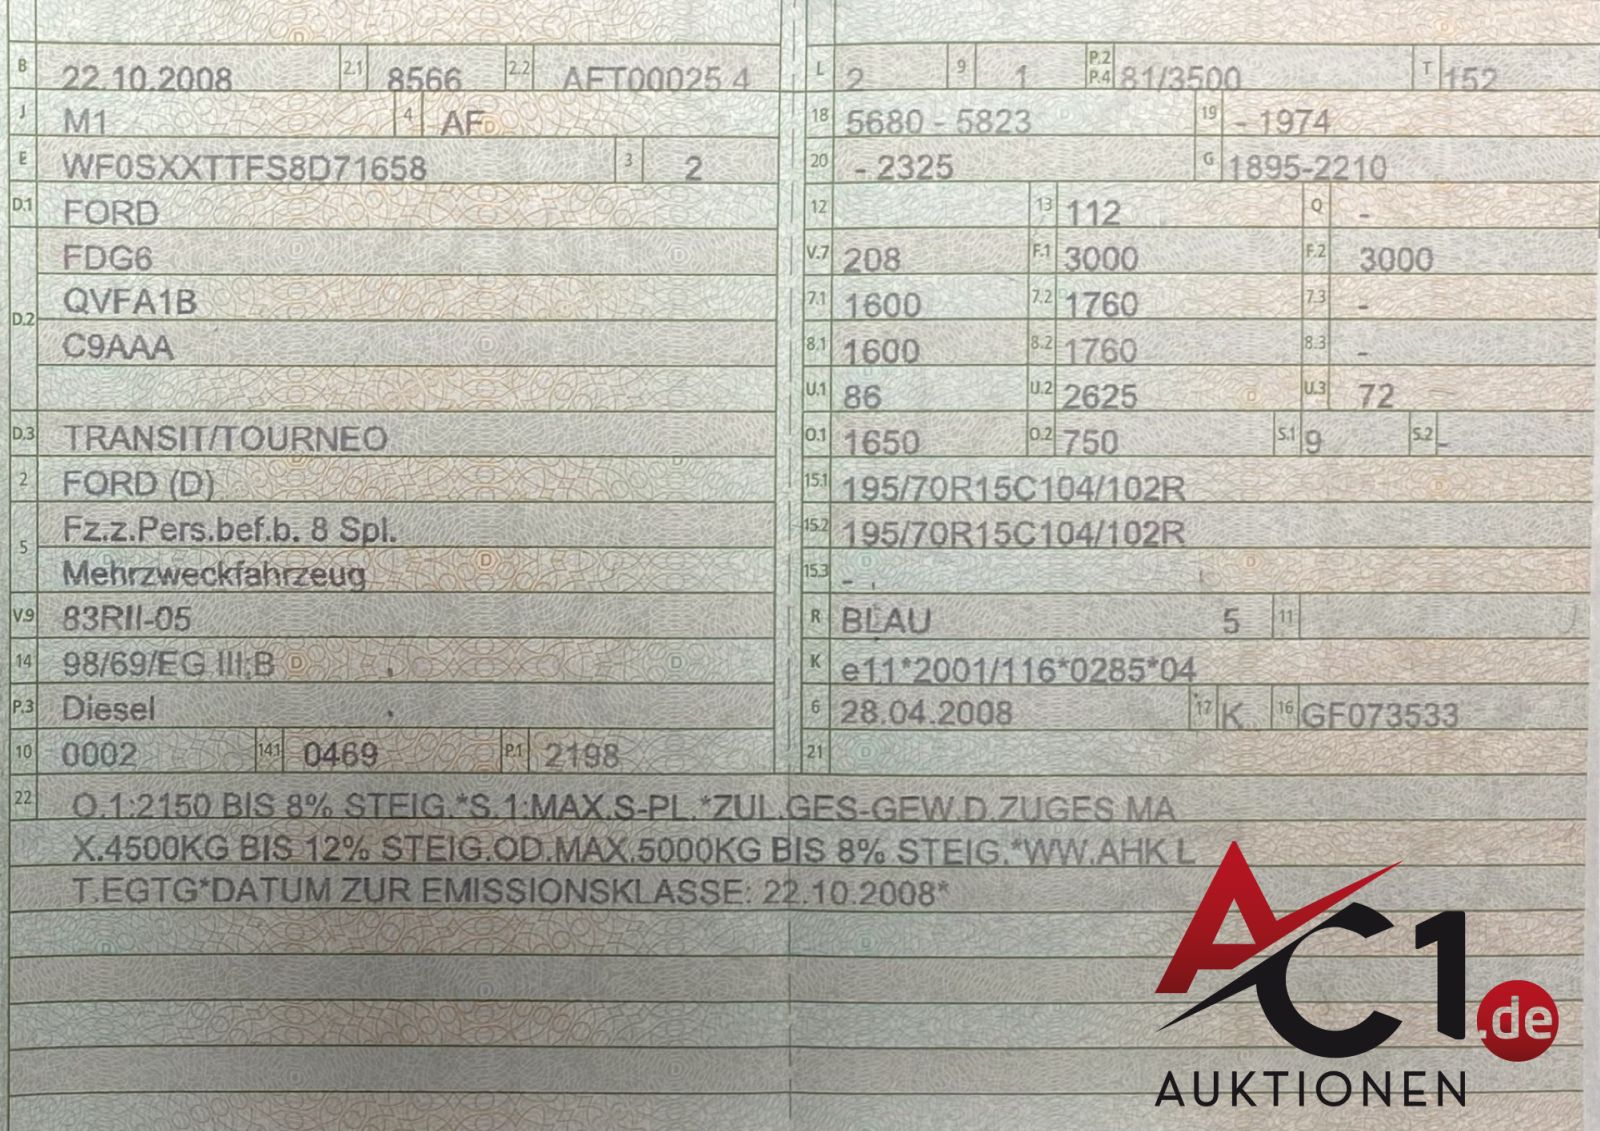 B 22.10.2008 2.1 8566 2.2 AFT00025 4
J M1 4 AF
E WF0SXXTTFS8D71658 3 2
D.1 FORD
FDG6
QVFA1B
D.2
C9AAA
D.3 TRANSIT/TOURNEO
2 FORD (D)
Fz.z.Pers.bef.b. 8 Spl.
5
Mehrzweckfahrzeug
V.9 83RII-05
14 98/69/EG III;B
P.3 Diesel
10 0002 14.1 0469 P.1 2198
L 2 9 1 P.2 P.4 81/3500 T 152
18 5680 - 5823 19 - 1974
20 - 2325 G 1895-2210
12 13 112 Q -
V.7 208 F.1 3000 F.2 3000
7.1 1600 7.2 1760 7.3 -
8.1 1600 8.2 1760 8.3 -
U.1 86 U.2 2625 U.3 72
O.1 1650 O.2 750 S.1 9 S.2 -
15.1 195/70R15C104/102R
15.2 195/70R15C104/102R
15.3 -
R BLAU 5 11
K e11*2001/116*0285*04
6 28.04.2008 17 K 16 GF073533
21
22 O.1:2150 BIS 8% STEIG.*S.1:MAX.S-PL.*ZUL.GES-GEW.D.ZUGES MA
X.4500KG BIS 12% STEIG.OD.MAX.5000KG BIS 8% STEIG.*WW.AHK L
T.EGTG*DATUM ZUR EMISSIONSKLASSE: 22.10.2008*
AC1.de
AUKTIONEN